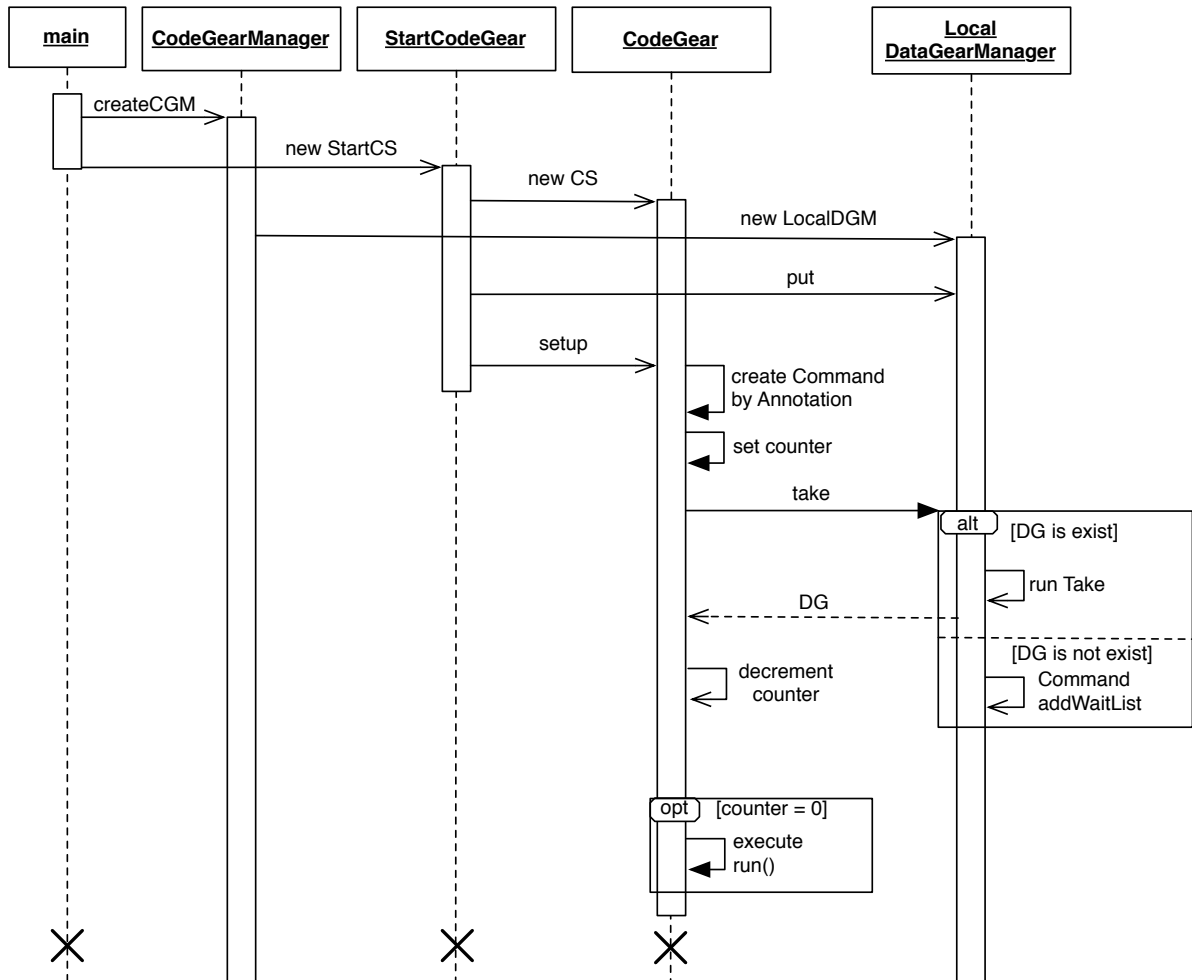 main
CodeGearManager
StartCodeGear
CodeGear
Local
DataGearManager
createCGM
new StartCS
new CS
new LocalDGM
put
setup
create Command
by Annotation
set counter
take
alt
[DG is exist]
run Take
DG
[DG is not exist]
Command
addWaitList
decrement
counter
opt
[counter = 0]
execute
run()